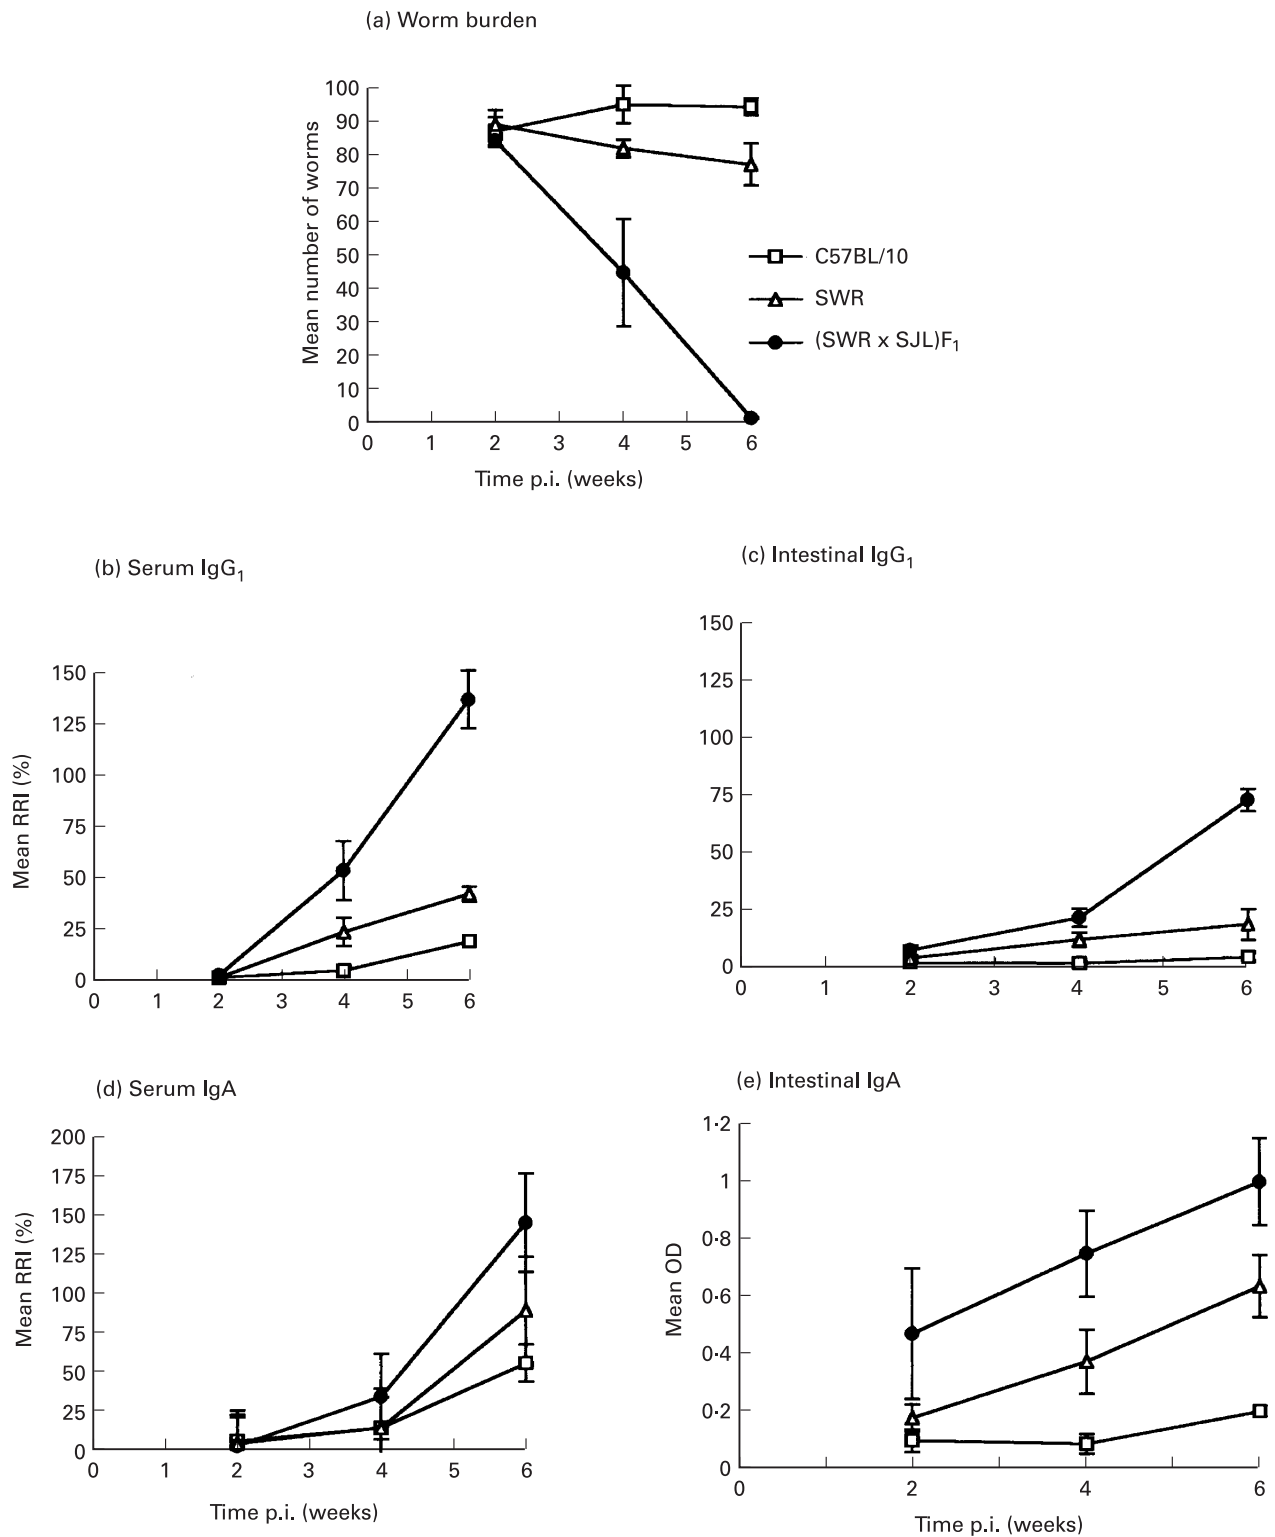 (a) Worm burden
100
90
80
70
60
50
40
30
20
10
0
Mean number of worms
0 1 2 3 4 5 6
Time p.i. (weeks)
C57BL/10
SWR
(SWR x SJL)F₁
(b) Serum IgG₁
150
125
100
75
50
25
0
Mean RRI (%)
0 1 2 3 4 5 6
(c) Intestinal IgG₁
150
125
100
75
50
25
0
0 1 2 3 4 5 6
(d) Serum IgA
200
175
150
125
100
75
50
25
0
Mean RRI (%)
0 1 2 3 4 5 6
Time p.i. (weeks)
(e) Intestinal IgA
1·2
1
0·8
0·6
0·4
0·2
0
Mean OD
0 2 4 6
Time p.i. (weeks)